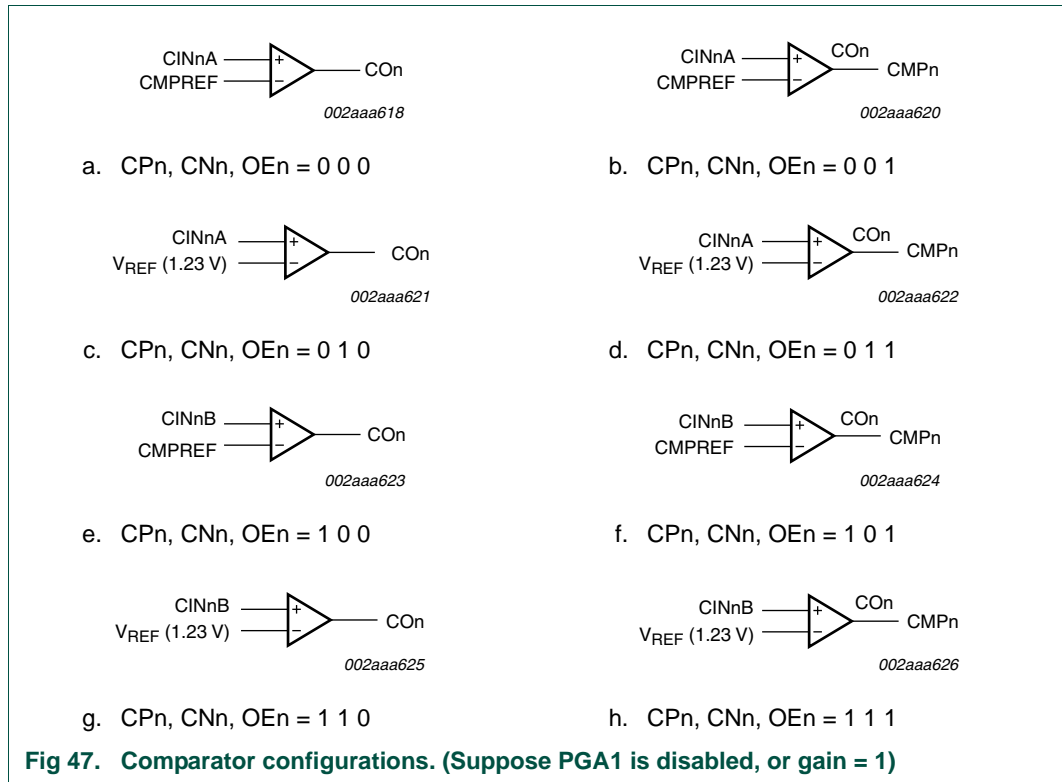 CINnA
CMPREF
+
−
COn
002aaa618
a. CPn, CNn, OEn = 0 0 0
CINnA
CMPREF
+
−
COn
CMPn
002aaa620
b. CPn, CNn, OEn = 0 0 1
CINnA
VREF (1.23 V)
+
−
COn
002aaa621
c. CPn, CNn, OEn = 0 1 0
CINnA
VREF (1.23 V)
+
−
COn
CMPn
002aaa622
d. CPn, CNn, OEn = 0 1 1
CINnB
CMPREF
+
−
COn
002aaa623
e. CPn, CNn, OEn = 1 0 0
CINnB
CMPREF
+
−
COn
CMPn
002aaa624
f. CPn, CNn, OEn = 1 0 1
CINnB
VREF (1.23 V)
+
−
COn
002aaa625
g. CPn, CNn, OEn = 1 1 0
CINnB
VREF (1.23 V)
+
−
COn
CMPn
002aaa626
h. CPn, CNn, OEn = 1 1 1
Fig 47. Comparator configurations. (Suppose PGA1 is disabled, or gain = 1)